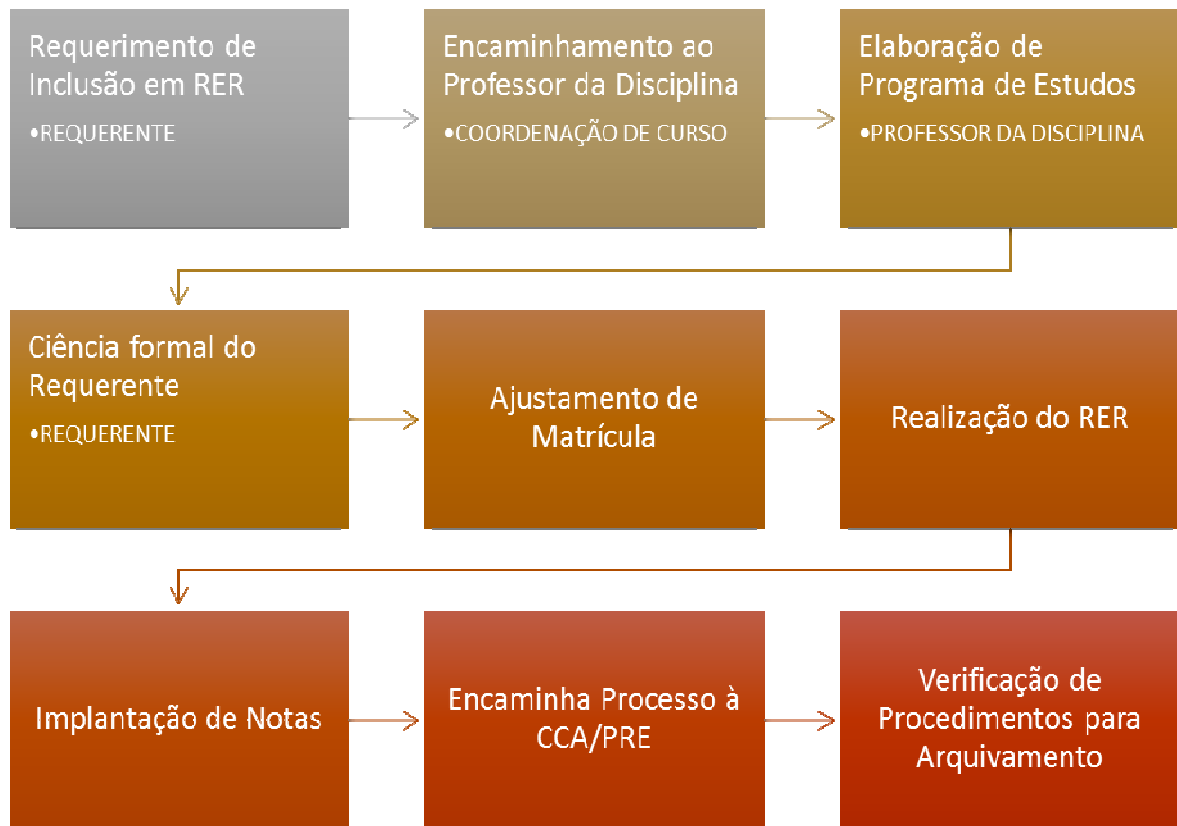 Requerimento de
Inclusão em RER
•REQUERENTE
Encaminhamento ao
Professor da Disciplina
•COORDENAÇÃO DE CURSO
Elaboração de
Programa de Estudos
•PROFESSOR DA DISCIPLINA
Ciência formal do
Requerente
•REQUERENTE
Ajustamento de
Matrícula
Realização do RER
Implantação de Notas
Encaminha Processo à
CCA/PRE
Verificação de
Procedimentos para
Arquivamento